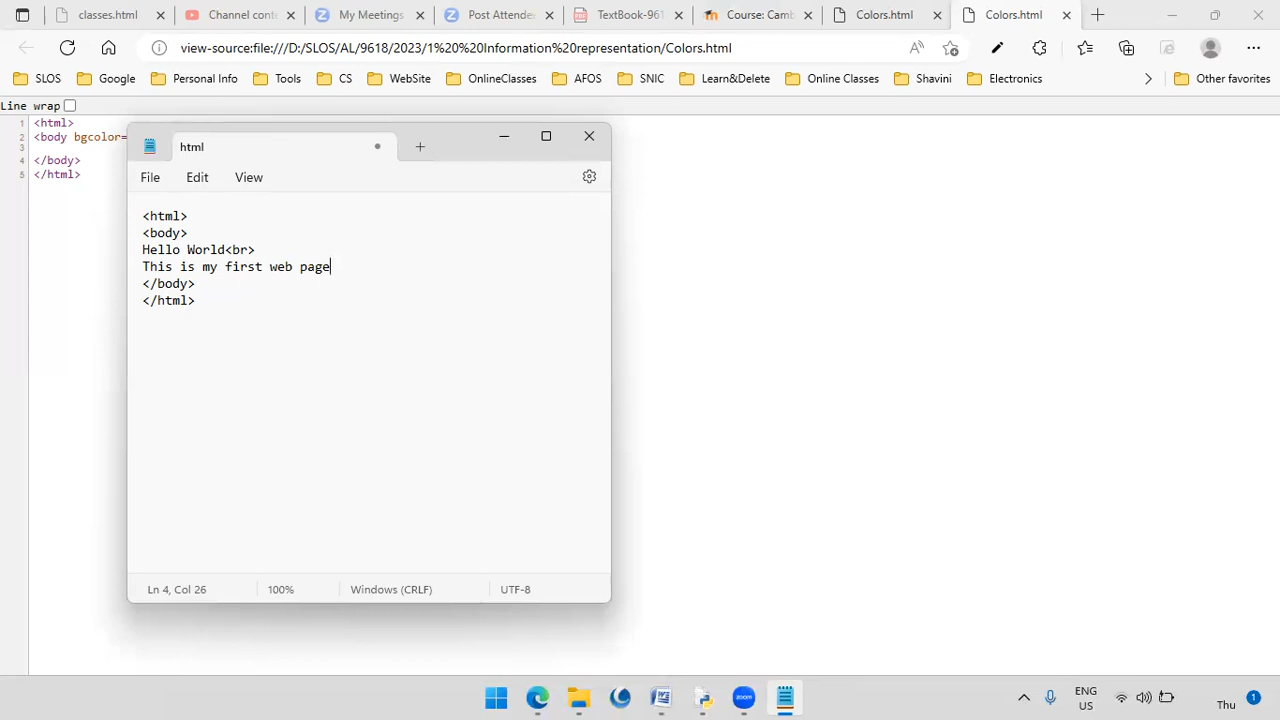 classes.html
Channel cont
My Meetings
Post Attende
TextBook-961
Course: Camb
Colors.html
Colors.html
view-source:file:///D:/SLOS/AL/9618/2023/1%20%20Information%20representation/Colors.html
SLOS
Google
Personal Info
Tools
CS
WebSite
OnlineClasses
AFOS
SNIC
Learn&Delete
Online Classes
Shavini
Electronics
Other favorites
Line wrap
1 <html>
2 <body bgcolor=
3
4 </body>
5 </html>
html
File Edit View
<html>
<body>
Hello World<br>
This is my first web page
</body>
</html>
Ln 4, Col 26
100%
Windows (CRLF)
UTF-8
ENG
US
Thu
1